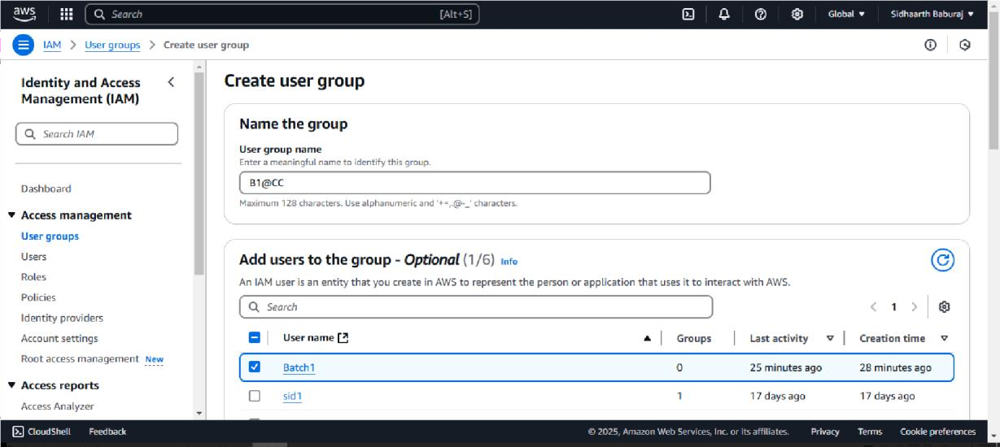 aws
Search [Alt+S]
Global ▼ Sidhaarth Baburaj ▼
IAM > User groups > Create user group
Identity and Access
Management (IAM)
Search IAM
Dashboard
Access management
User groups
Users
Roles
Policies
Identity providers
Account settings
Root access management New
Access reports
Access Analyzer
Create user group
Name the group
User group name
Enter a meaningful name to identify this group.
B1@CC
Maximum 128 characters. Use alphanumeric and '+=,.@-_' characters.
Add users to the group - Optional (1/6) Info
An IAM user is an entity that you create in AWS to represent the person or application that uses it to interact with AWS.
Search
< 1 >
User name Groups Last activity Creation time
Batch1 0 25 minutes ago 28 minutes ago
sid1 1 17 days ago 17 days ago
CloudShell Feedback
© 2025, Amazon Web Services, Inc. or its affiliates. Privacy Terms Cookie preferences